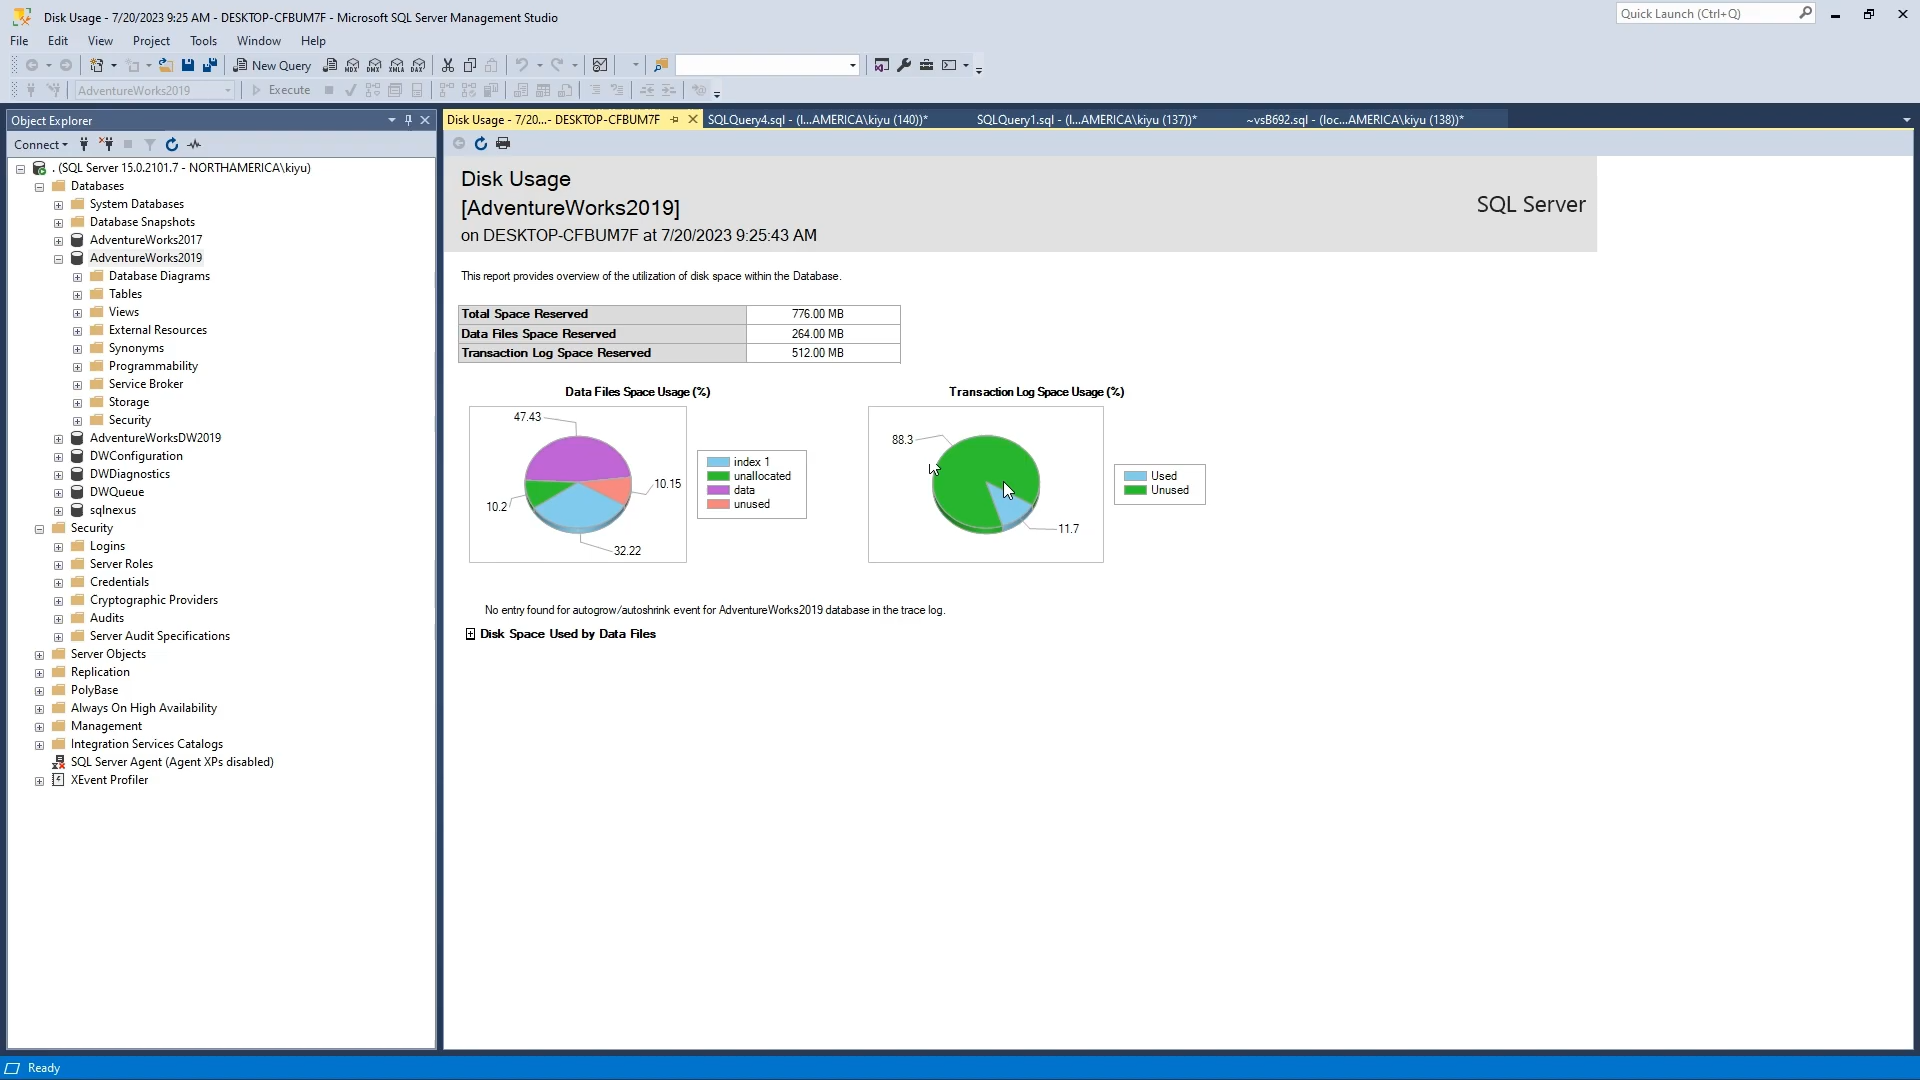 Disk Usage - 7/20/2023 9:25 AM - DESKTOP-CFBUM7F - Microsoft SQL Server Management Studio
Quick Launch (Ctrl+Q)
File Edit View Project Tools Window Help
New Query
AdventureWorks2019 Execute
Object Explorer
Connect
. (SQL Server 15.0.2101.7 - NORTHAMERICA\kiyu)
Databases
System Databases
Database Snapshots
AdventureWorks2017
AdventureWorks2019
Database Diagrams
Tables
Views
External Resources
Synonyms
Programmability
Service Broker
Storage
Security
AdventureWorksDW2019
DWConfiguration
DWDiagnostics
DWQueue
sqlnexus
Security
Logins
Server Roles
Credentials
Cryptographic Providers
Audits
Server Audit Specifications
Server Objects
Replication
PolyBase
Always On High Availability
Management
Integration Services Catalogs
SQL Server Agent (Agent XPs disabled)
XEvent Profiler
Disk Usage - 7/20...- DESKTOP-CFBUM7F SQLQuery4.sql - (l...AMERICA\kiyu (140))* SQLQuery1.sql - (l...AMERICA\kiyu (137))* ~vsB692.sql - (loc...AMERICA\kiyu (138))*
Disk Usage
[AdventureWorks2019]
on DESKTOP-CFBUM7F at 7/20/2023 9:25:43 AM
SQL Server
This report provides overview of the utilization of disk space within the Database.
Total Space Reserved 776.00 MB
Data Files Space Reserved 264.00 MB
Transaction Log Space Reserved 512.00 MB
Data Files Space Usage (%)
47.43
10.15
10.2
32.22
index 1
unallocated
data
unused
Transaction Log Space Usage (%)
88.3
11.7
Used
Unused
No entry found for autogrow/autoshrink event for AdventureWorks2019 database in the trace log.
Disk Space Used by Data Files
Ready